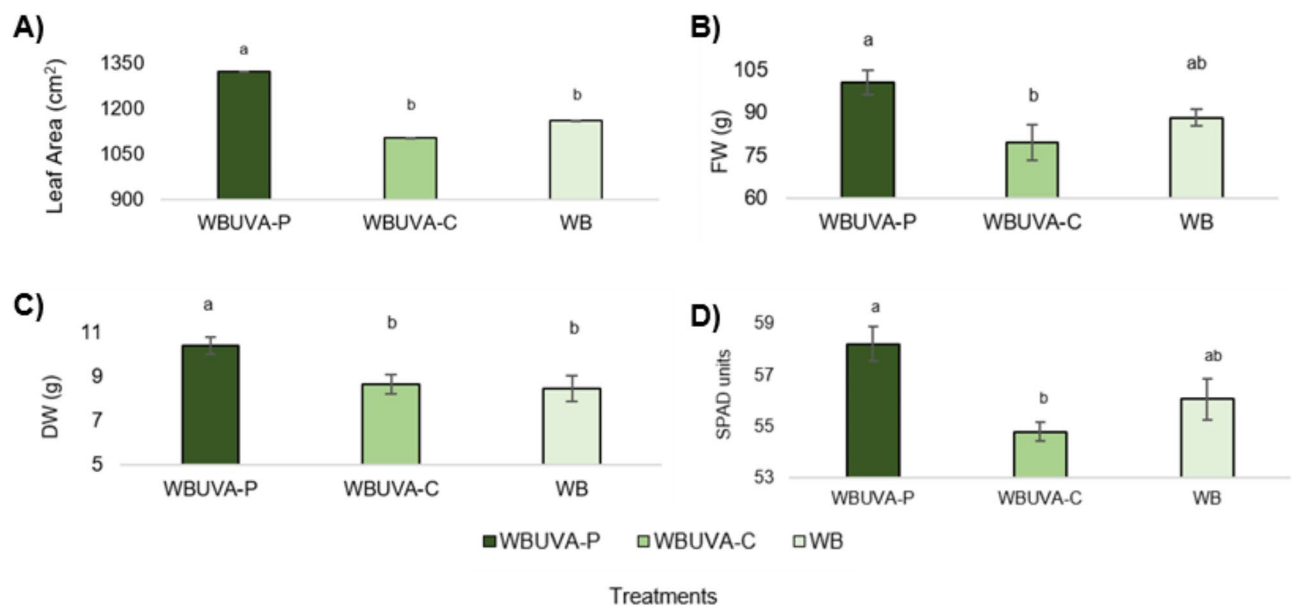 A)
Leaf Area (cm²)
1350
1200
1050
900
a
b
b
WBUVA-P WBUVA-C WB
B)
FW (g)
105
90
75
60
a
b
ab
WBUVA-P WBUVA-C WB
C)
DW (g)
11
9
7
5
a
b
b
WBUVA-P WBUVA-C WB
D)
SPAD units
59
57
55
53
a
b
ab
WBUVA-P WBUVA-C WB
WBUVA-P WBUVA-C WB
Treatments